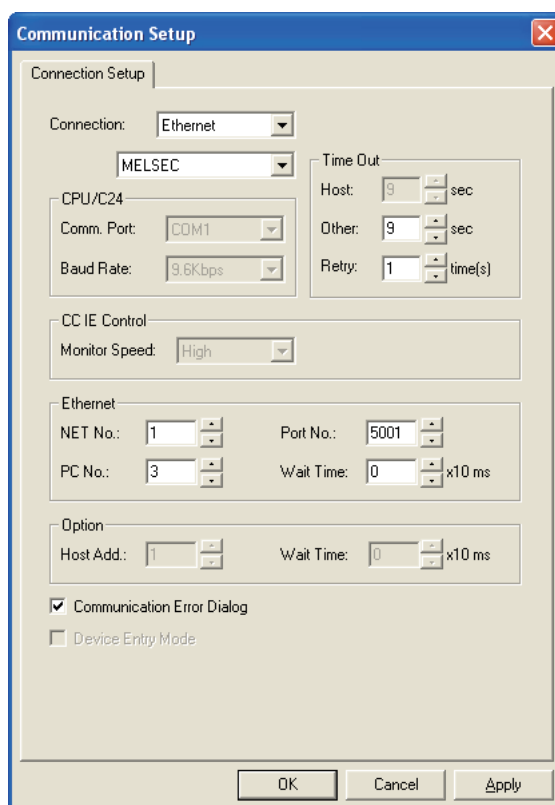 Communication Setup
Connection Setup
Connection: Ethernet
MELSEC
Time Out
Host: 9 sec
Other: 9 sec
Retry: 1 time(s)
CPU/C24
Comm. Port: COM1
Baud Rate: 9.6Kbps
CC IE Control
Monitor Speed: High
Ethernet
NET No.: 1 Port No.: 5001
PC No.: 3 Wait Time: 0 x10 ms
Option
Host Add.: 1 Wait Time: 0 x10 ms
Communication Error Dialog
Device Entry Mode
OK Cancel Apply